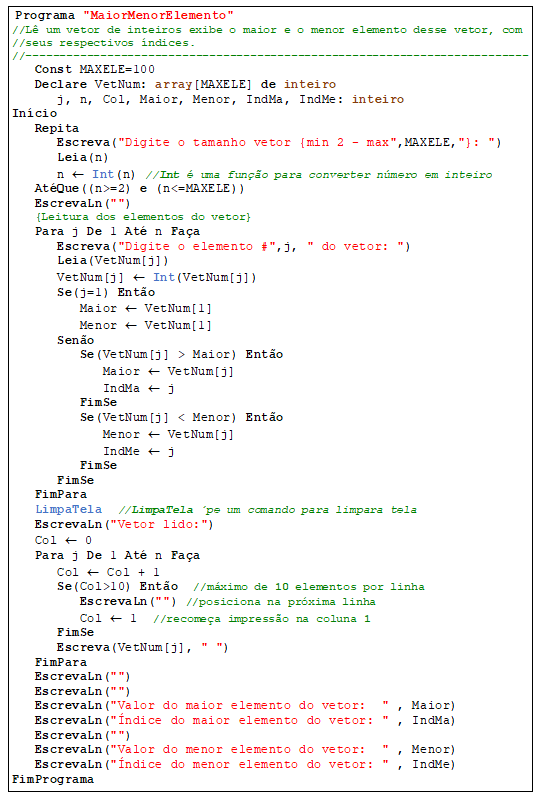 Programa "MaiorMenorElemento"
//Lê um vetor de inteiros exibe o maior e o menor elemento desse vetor, com
//seus respectivos índices.
//------------------------------------------------------------------
Const MAXELE=100
Declare VetNum: array[MAXELE] de inteiro
j, n, Col, Maior, Menor, IndMa, IndMe: inteiro
Início
Repita
Escreva("Digite o tamanho vetor {min 2 - max",MAXELE,"}: ")
Leia(n)
n ← Int(n) //Int é uma função para converter número em inteiro
AtéQue((n>=2) e (n<=MAXELE))
EscrevaLn("")
{Leitura dos elementos do vetor}
Para j De 1 Até n Faça
Escreva("Digite o elemento #",j, " do vetor: ")
Leia(VetNum[j])
VetNum[j] ← Int(VetNum[j])
Se(j=1) Então
Maior ← VetNum[1]
Menor ← VetNum[1]
Senão
Se(VetNum[j] > Maior) Então
Maior ← VetNum[j]
IndMa ← j
FimSe
Se(VetNum[j] < Menor) Então
Menor ← VetNum[j]
IndMe ← j
FimSe
FimSe
FimPara
LimpaTela //LimpaTela ´pe um comando para limpara tela
EscrevaLn("Vetor lido:")
Col ← 0
Para j De 1 Até n Faça
Col ← Col + 1
Se(Col>10) Então //máximo de 10 elementos por linha
EscrevaLn("") //posiciona na próxima linha
Col ← 1 //recomeça impressão na coluna 1
FimSe
Escreva(VetNum[j], " ")
FimPara
EscrevaLn("")
EscrevaLn("")
EscrevaLn("Valor do maior elemento do vetor:  " , Maior)
EscrevaLn("Índice do maior elemento do vetor: " , IndMa)
EscrevaLn("")
EscrevaLn("Valor do menor elemento do vetor:  " , Menor)
EscrevaLn("Índice do menor elemento do vetor: " , IndMe)
FimPrograma